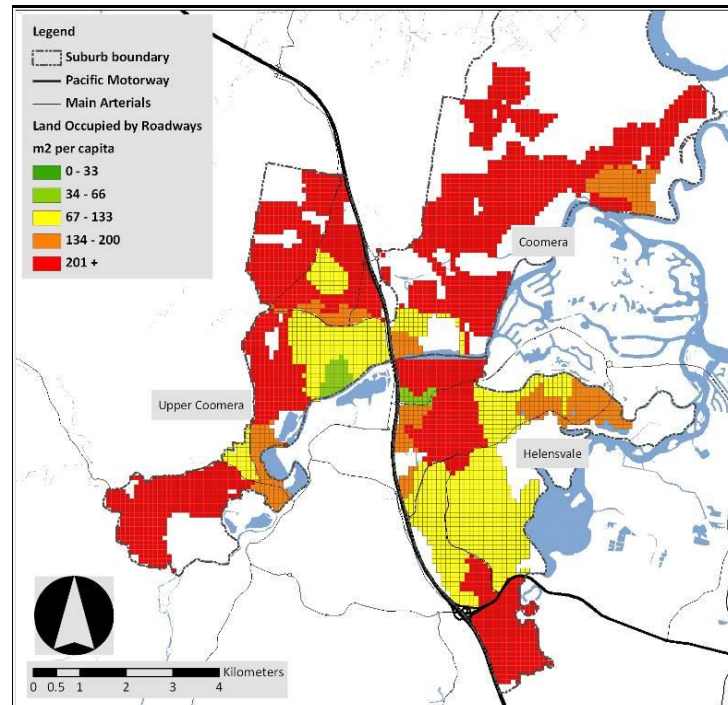 Legend
Suburb boundary
Pacific Motorway
Main Arterials
Land Occupied by Roadways
m2 per capita
0 - 33
34 - 66
67 - 133
134 - 200
201 +
Coomera
Upper Coomera
Helensvale
Kilometers
0 0.5 1 2 3 4